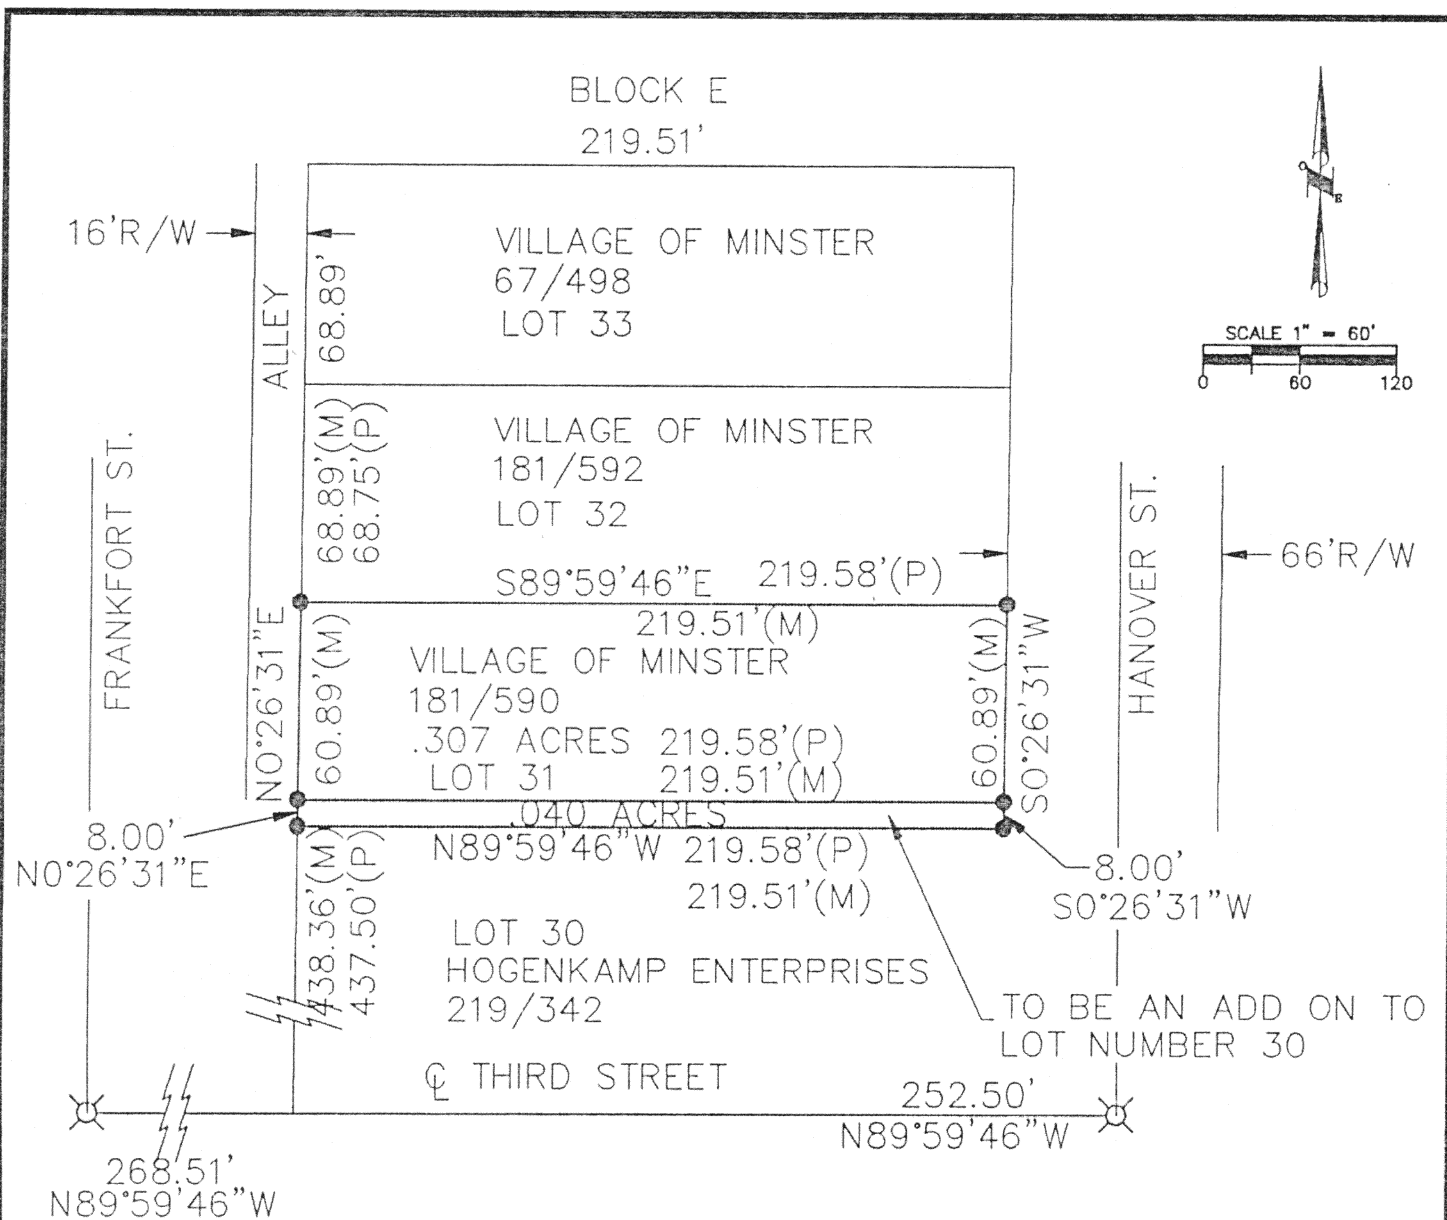 BLOCK E
219.51'
16'R/W
ALLEY
68.89'
VILLAGE OF MINSTER
67/498
LOT 33
SCALE 1" = 60'
0 60 120
FRANKFORT ST.
68.89'(M)
68.75'(P)
VILLAGE OF MINSTER
181/592
LOT 32
HANOVER ST.
66'R/W
S89°59'46"E 219.58'(P)
219.51'(M)
N0°26'31"E
60.89'(M)
VILLAGE OF MINSTER
181/590
.307 ACRES 219.58'(P)
LOT 31 219.51'(M)
60.89'(M)
S0°26'31"W
.040 ACRES
8.00'
N0°26'31"E
N89°59'46"W 219.58'(P)
219.51'(M)
8.00'
S0°26'31"W
438.36'(M)
437.50'(P)
LOT 30
HOGENKAMP ENTERPRISES
219/342
TO BE AN ADD ON TO
LOT NUMBER 30
℄ THIRD STREET
252.50'
N89°59'46"W
268.51'
N89°59'46"W